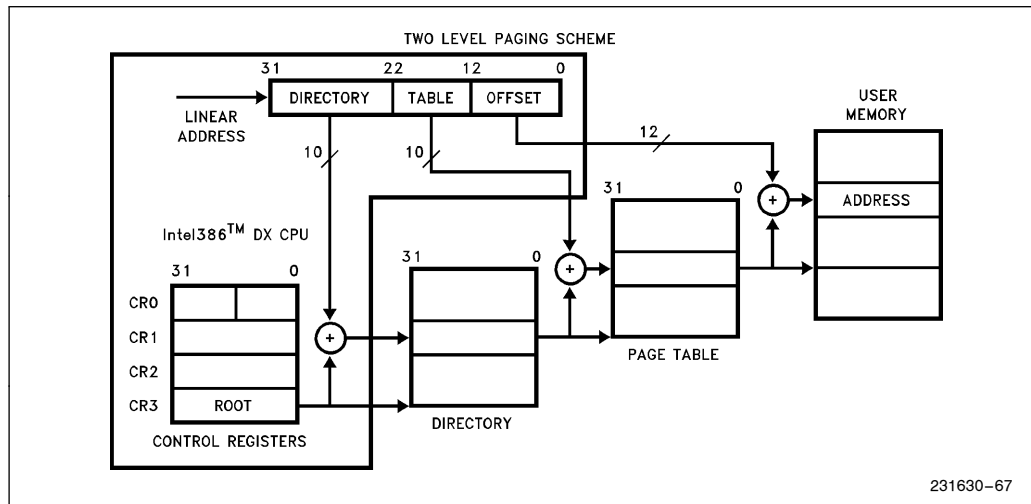 TWO LEVEL PAGING SCHEME
31 22 12 0
DIRECTORY TABLE OFFSET
LINEAR
ADDRESS
USER
MEMORY
10 10 12
31 0
ADDRESS
Intel386™ DX CPU
31 0
31 0
CR0
CR1
CR2
CR3 ROOT
PAGE TABLE
DIRECTORY
CONTROL REGISTERS
+
+
+
231630–67